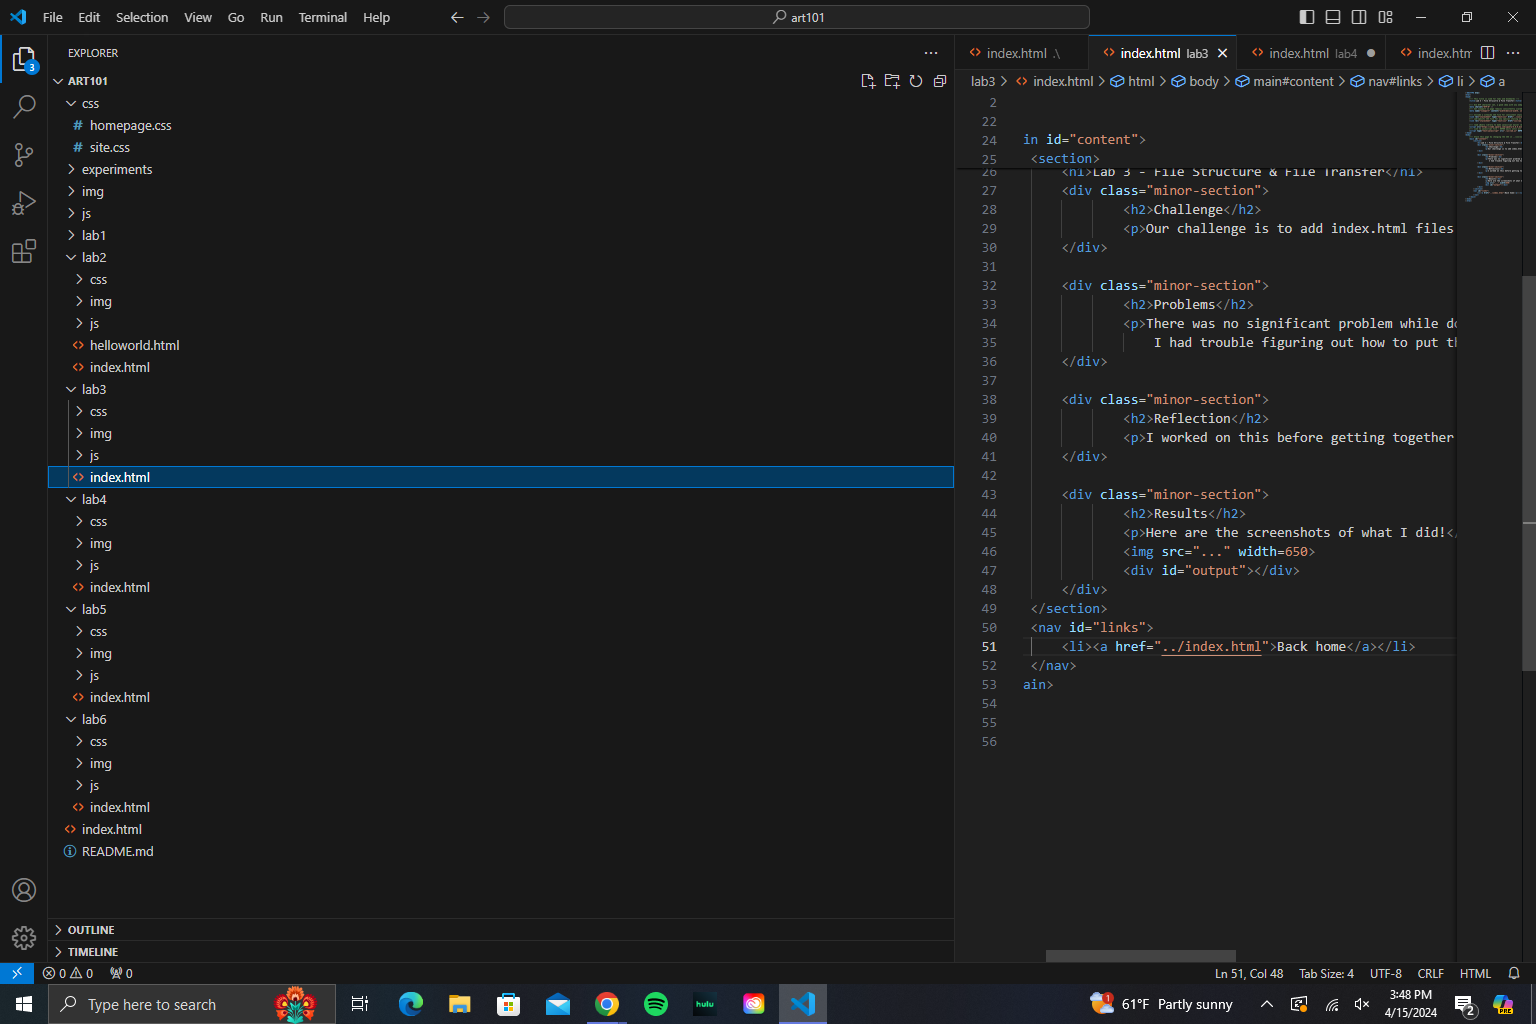 File Edit Selection View Go Run Terminal Help
art101
EXPLORER
ART101
css
homepage.css
site.css
experiments
img
js
lab1
lab2
css
img
js
helloworld.html
index.html
lab3
css
img
js
index.html
lab4
css
img
js
index.html
lab5
css
img
js
index.html
lab6
css
img
js
index.html
index.html
README.md
OUTLINE
TIMELINE
3
index.html .\ index.html lab3 index.html lab4 index.htm
lab3 > index.html > html > body > main#content > nav#links > li > a
2
22
24 in id="content">
25 <section>
26 <h1>Lab 3 - File Structure & File Transfer</h1>
27 <div class="minor-section">
28 <h2>Challenge</h2>
29 <p>Our challenge is to add index.html files
30 </div>
31
32 <div class="minor-section">
33 <h2>Problems</h2>
34 <p>There was no significant problem while do
35 I had trouble figuring out how to put th
36 </div>
37
38 <div class="minor-section">
39 <h2>Reflection</h2>
40 <p>I worked on this before getting together
41 </div>
42
43 <div class="minor-section">
44 <h2>Results</h2>
45 <p>Here are the screenshots of what I did!</
46 <img src="..." width=650>
47 <div id="output"></div>
48 </div>
49 </section>
50 <nav id="links">
51 <li><a href="../index.html">Back home</a></li>
52 </nav>
53 ain>
54
55
56
0 0 0
Ln 51, Col 48 Tab Size: 4 UTF-8 CRLF HTML
Type here to search
hulu
1
61°F Partly sunny
3:48 PM
4/15/2024
2
PRE